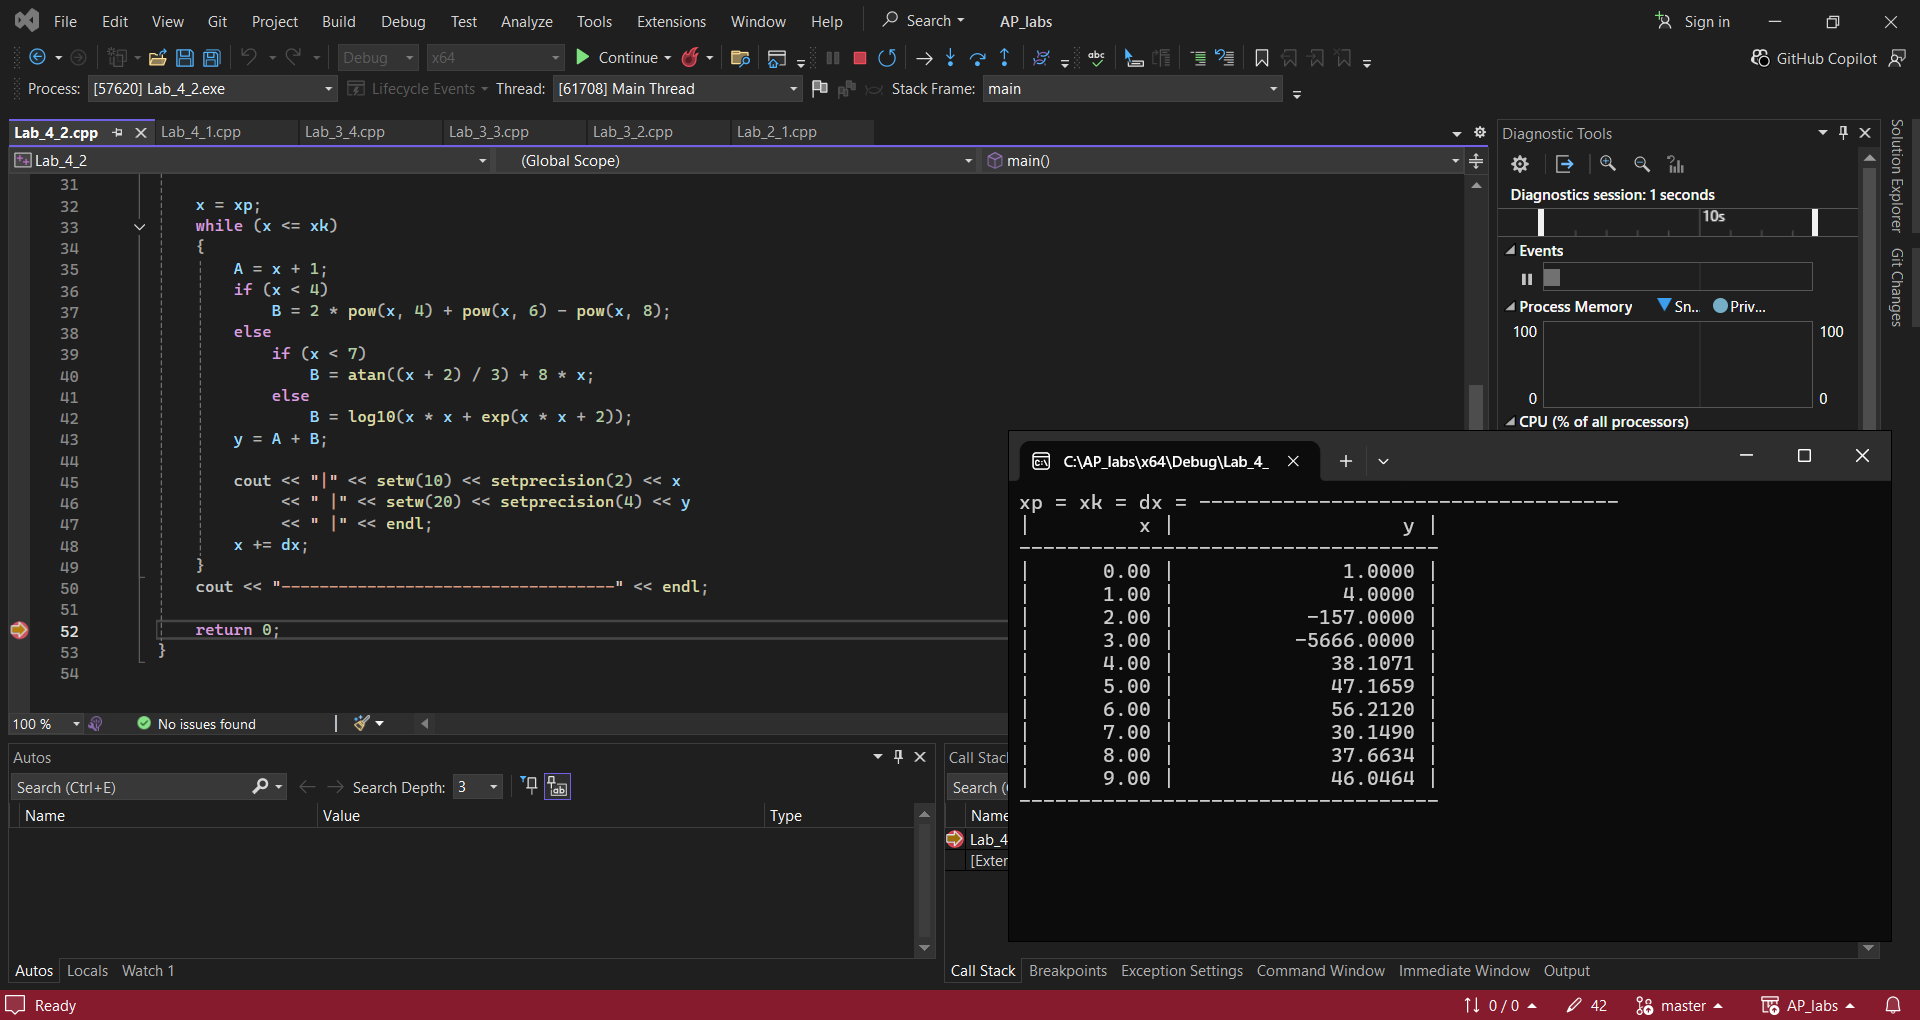 File Edit View Git Project Build Debug Test Analyze Tools Extensions Window Help Search AP_labs Sign in
Debug x64 Continue abc GitHub Copilot
Process: [57620] Lab_4_2.exe Lifecycle Events Thread: [61708] Main Thread Stack Frame: main
Lab_4_2.cpp Lab_4_1.cpp Lab_3_4.cpp Lab_3_3.cpp Lab_3_2.cpp Lab_2_1.cpp
Lab_4_2 (Global Scope) main()
31
32 x = xp;
33 while (x <= xk)
34 {
35 A = x + 1;
36 if (x < 4)
37 B = 2 * pow(x, 4) + pow(x, 6) - pow(x, 8);
38 else
39 if (x < 7)
40 B = atan((x + 2) / 3) + 8 * x;
41 else
42 B = log10(x * x + exp(x * x + 2));
43 y = A + B;
44
45 cout << "|" << setw(10) << setprecision(2) << x
46 << " |" << setw(20) << setprecision(4) << y
47 << " |" << endl;
48 x += dx;
49 }
50 cout << "-----------------------------------" << endl;
51
52 return 0;
53 }
54
100 % No issues found
Diagnostic Tools
Diagnostics session: 1 seconds
10s
Events
Process Memory Sn... Priv...
100 100
0 0
CPU (% of all processors)
Solution Explorer
Git Changes
C:\AP_labs\x64\Debug\Lab_4_
xp = xk = dx = -----------------------------------
| x | y |
-----------------------------------
| 0.00 | 1.0000 |
| 1.00 | 4.0000 |
| 2.00 | -157.0000 |
| 3.00 | -5666.0000 |
| 4.00 | 38.1071 |
| 5.00 | 47.1659 |
| 6.00 | 56.2120 |
| 7.00 | 30.1490 |
| 8.00 | 37.6634 |
| 9.00 | 46.0464 |
-----------------------------------
Autos
Search (Ctrl+E) Search Depth: 3
Name Value Type
Autos Locals Watch 1
Call Stac
Search (
Name
Lab_4
[Exter
Call Stack Breakpoints Exception Settings Command Window Immediate Window Output
Ready 0 / 0 42 master AP_labs